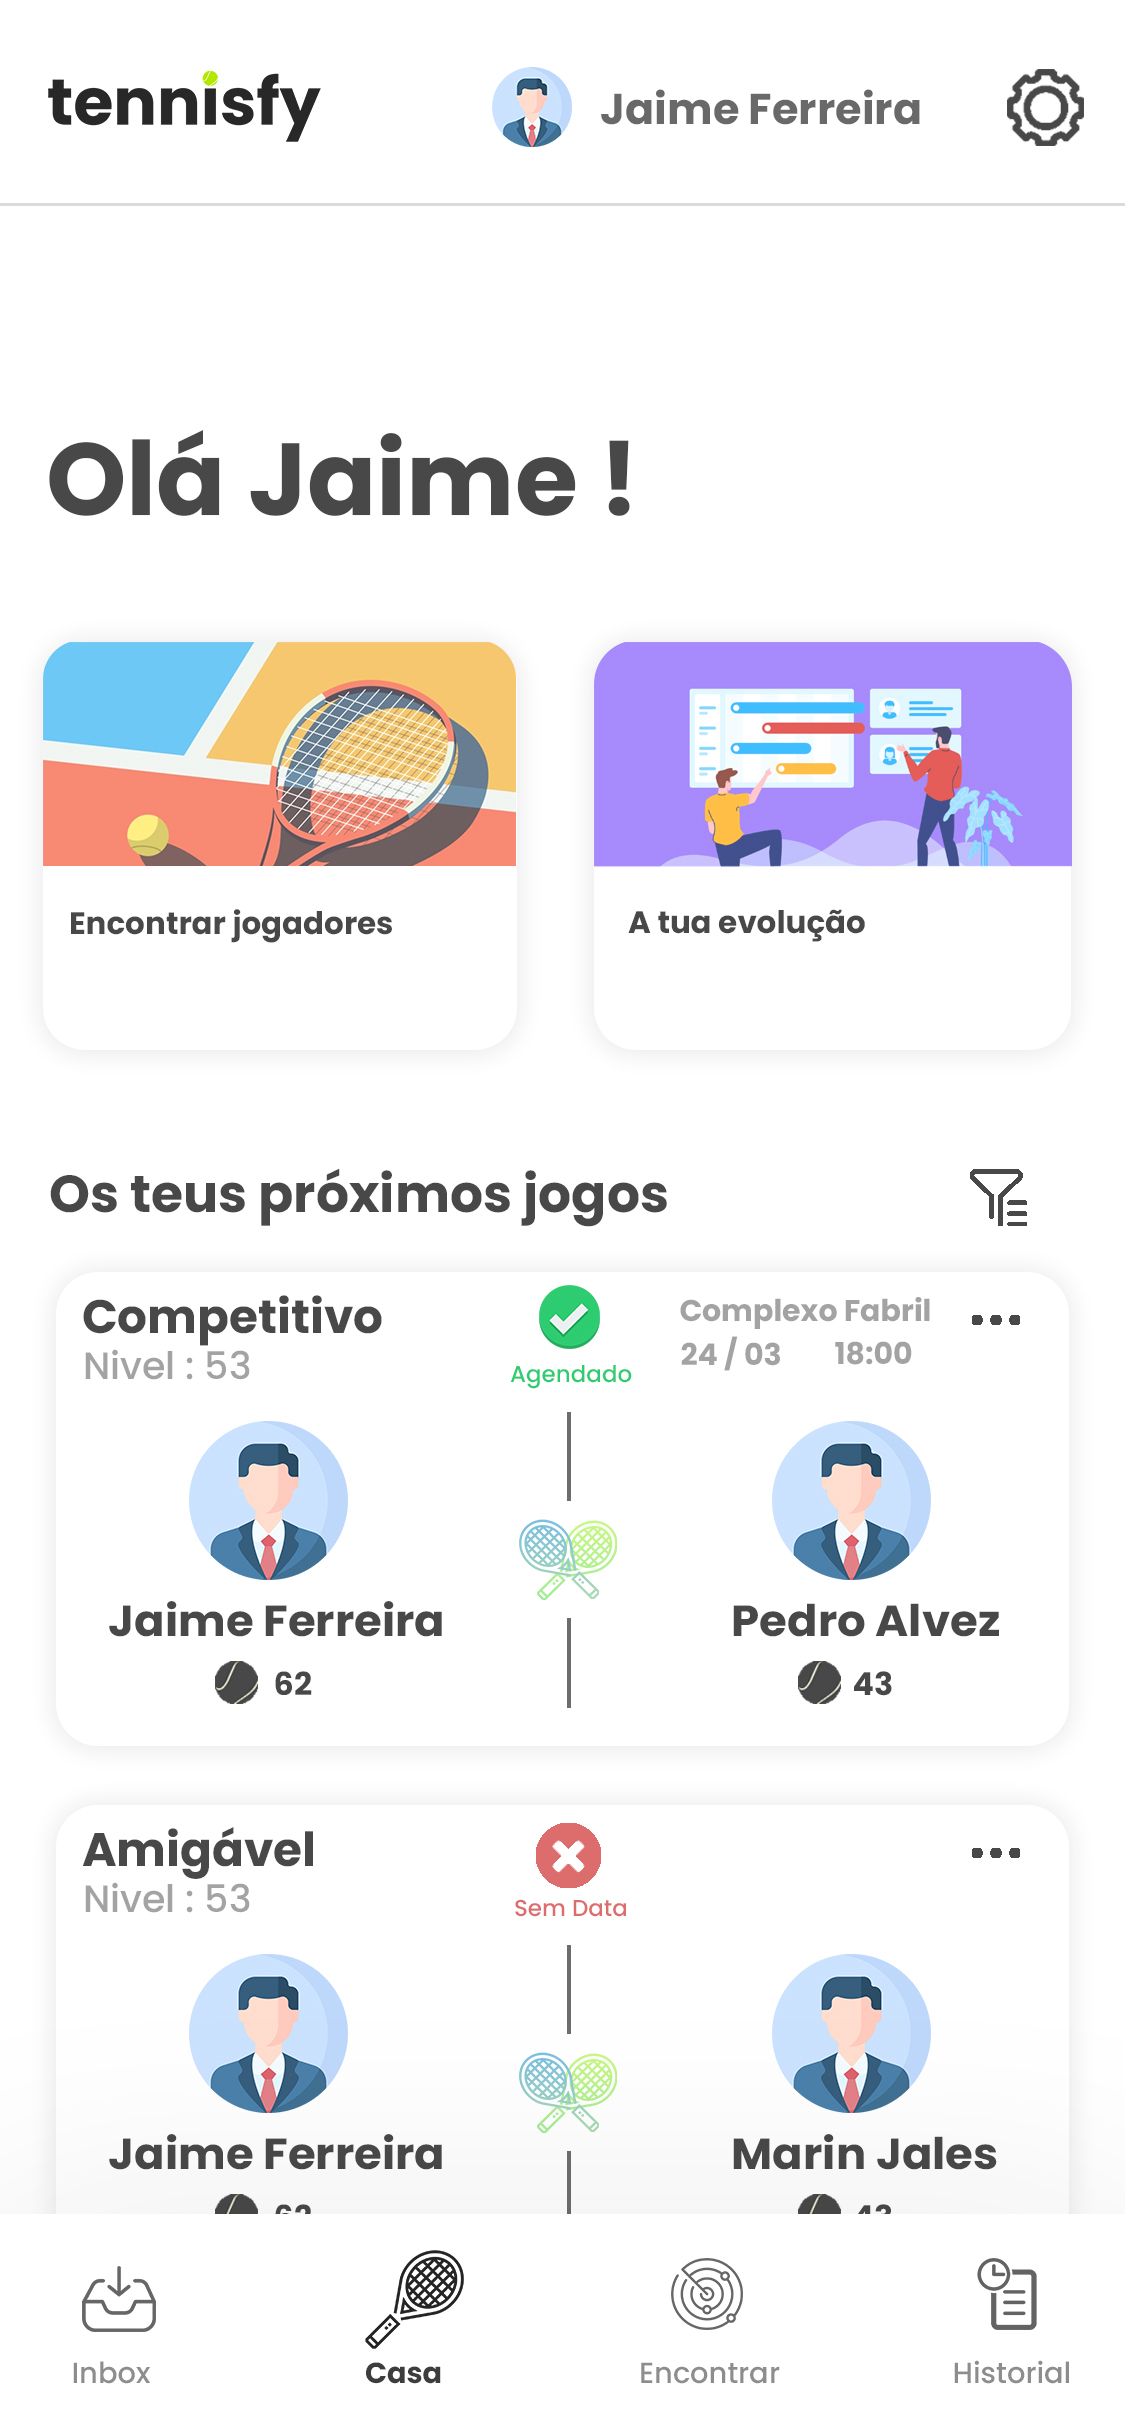 tennisfy
Jaime Ferreira
Olá Jaime !
Encontrar jogadores
A tua evolução
Os teus próximos jogos
Competitivo
Nivel : 53
Agendado
Complexo Fabril
24 / 03 18:00
Jaime Ferreira
62
Pedro Alvez
43
Amigável
Nivel : 53
Sem Data
Jaime Ferreira
62
Marin Jales
43
Inbox
Casa
Encontrar
Historial